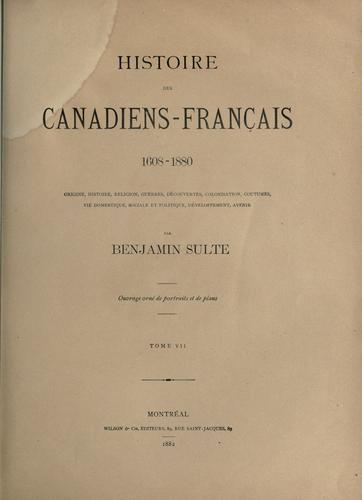 HISTOIRE
DES
CANADIENS-FRANÇAIS
1608-1880
ORIGINE, HISTOIRE, RELIGION, GUERRES, DÉCOUVERTES, COLONISATION, COUTUMES,
VIE DOMESTIQUE, SOCIALE ET POLITIQUE, DÉVELOPPEMENT, AVENIR
PAR
BENJAMIN SULTE
Ouvrage orné de portraits et de plans
TOME VII
MONTRÉAL
WILSON & Cie, ÉDITEURS, 89, RUE SAINT-JACQUES, 89
1882